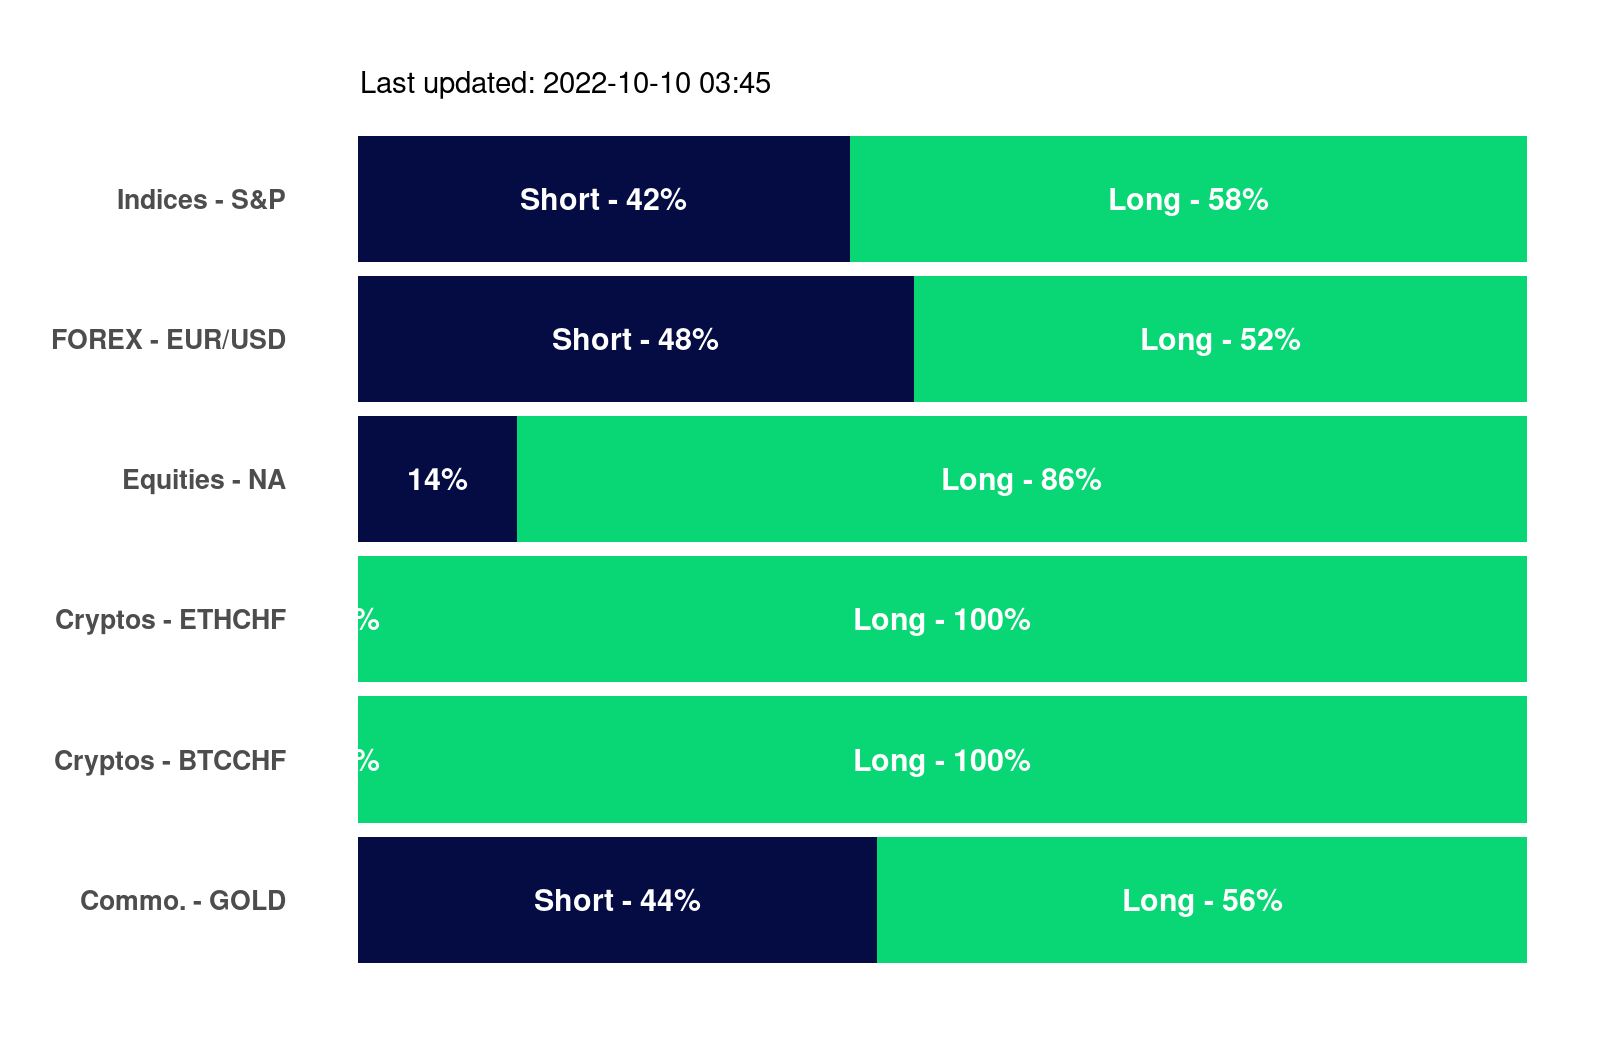 Last updated: 2022-10-10 03:45
Indices - S&P Short - 42% Long - 58%
FOREX - EUR/USD Short - 48% Long - 52%
Equities - NA 14% Long - 86%
Cryptos - ETHCHF % Long - 100%
Cryptos - BTCCHF % Long - 100%
Commo. - GOLD Short - 44% Long - 56%